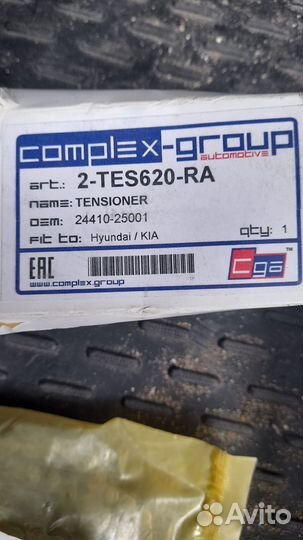 complex-group
automotive
art.: 2-TES620-RA
name: TENSIONER
OEM: 24410-25001
Fit to: Hyundai / KIA qty: 1
EAC
www.complex.group
cga
TM
Avito